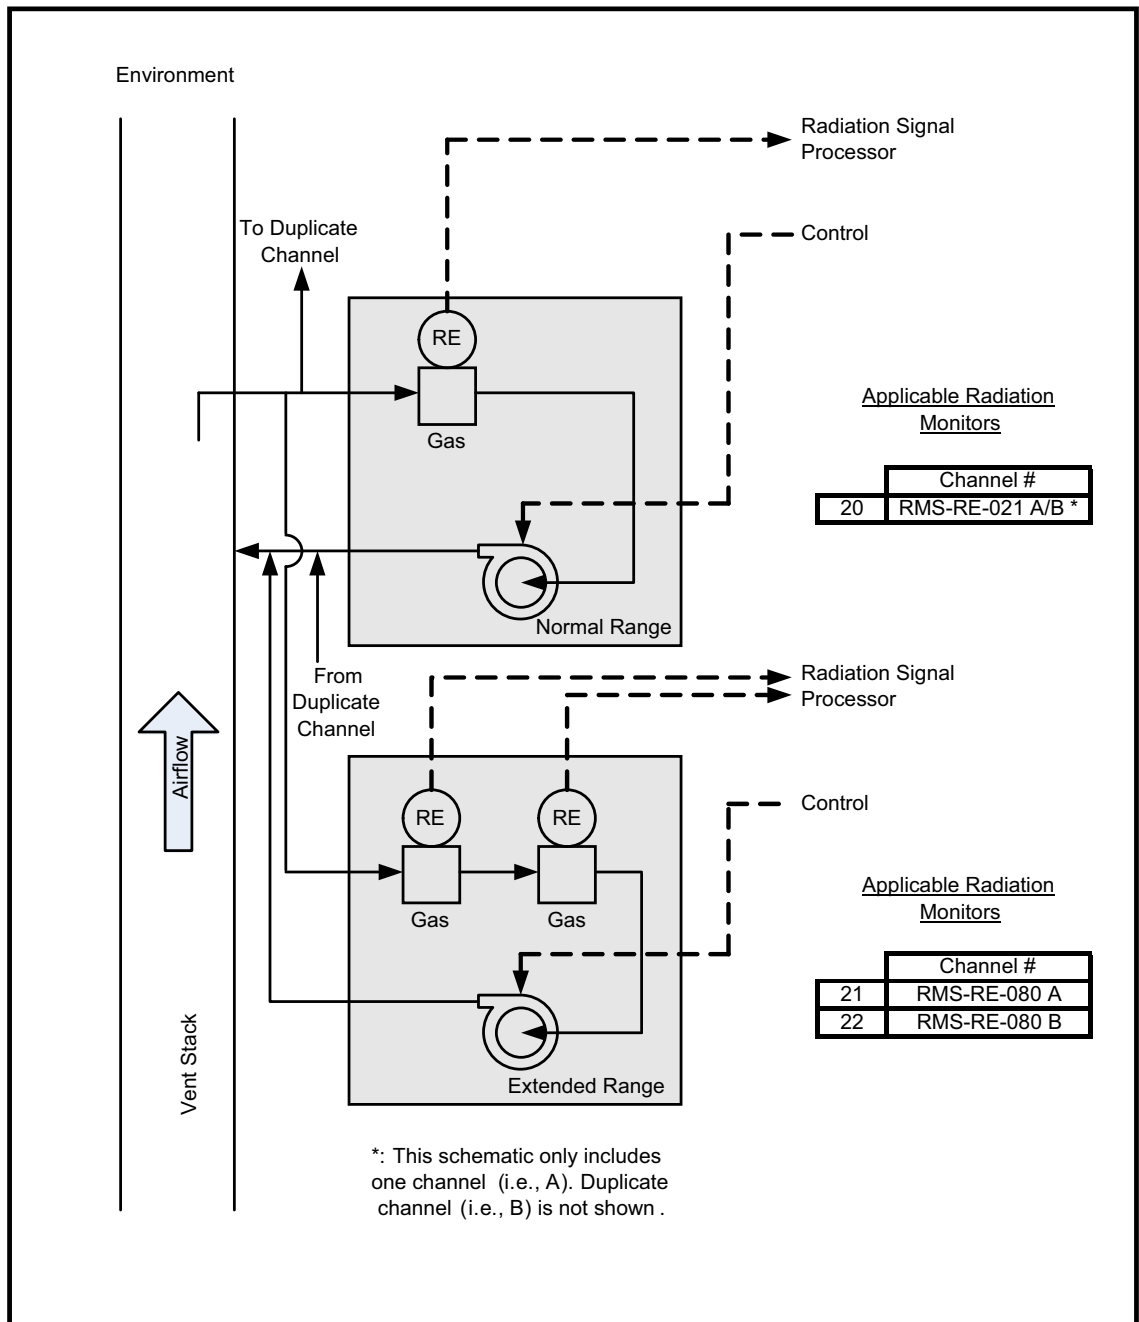 Environment
Radiation Signal
Processor
To Duplicate
Channel
Control
RE
Gas
Applicable Radiation
Monitors
Channel #
20 RMS-RE-021 A/B *
Normal Range
From
Duplicate
Channel
Radiation Signal
Processor
Airflow
Control
RE RE
Gas Gas
Applicable Radiation
Monitors
Channel #
21 RMS-RE-080 A
22 RMS-RE-080 B
Vent Stack
Extended Range
*: This schematic only includes
one channel (i.e., A). Duplicate
channel (i.e., B) is not shown .